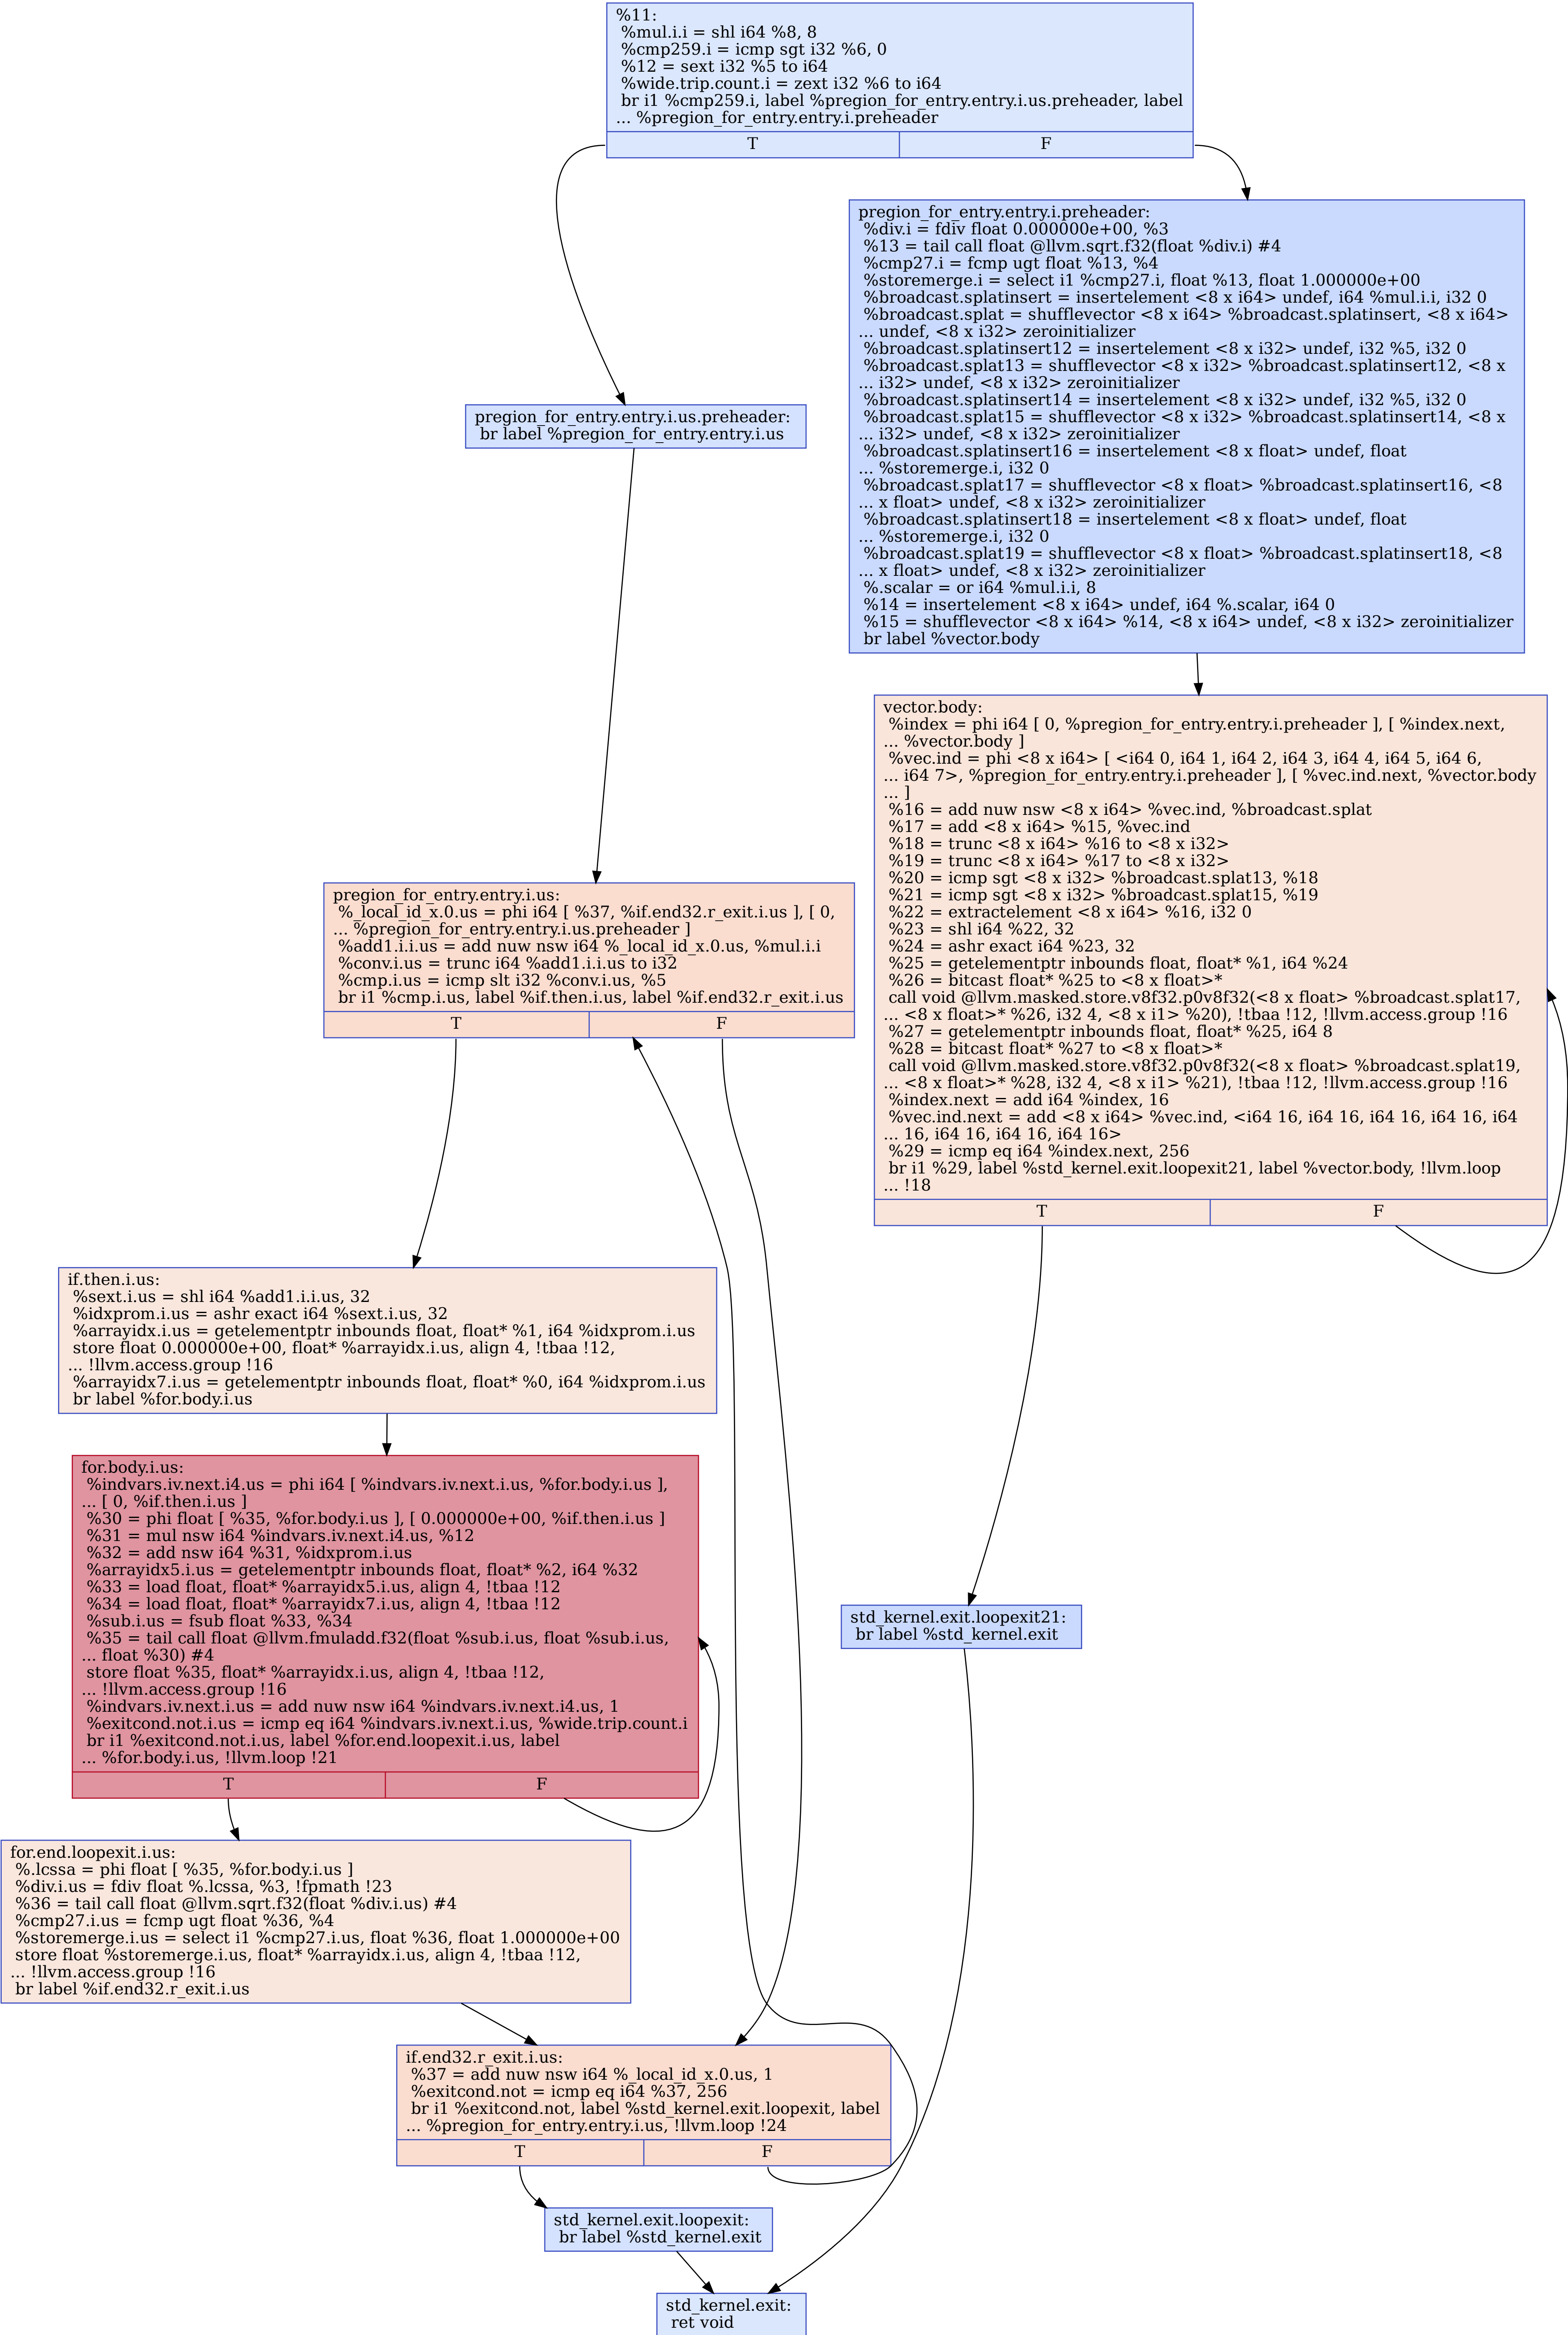 %11:
%mul.i.i = shl i64 %8, 8
%cmp259.i = icmp sgt i32 %6, 0
%12 = sext i32 %5 to i64
%wide.trip.count.i = zext i32 %6 to i64
br i1 %cmp259.i, label %pregion_for_entry.entry.i.us.preheader, label
... %pregion_for_entry.entry.i.preheader
T F
pregion_for_entry.entry.i.preheader:
%div.i = fdiv float 0.000000e+00, %3
%13 = tail call float @llvm.sqrt.f32(float %div.i) #4
%cmp27.i = fcmp ugt float %13, %4
%storemerge.i = select i1 %cmp27.i, float %13, float 1.000000e+00
%broadcast.splatinsert = insertelement <8 x i64> undef, i64 %mul.i.i, i32 0
%broadcast.splat = shufflevector <8 x i64> %broadcast.splatinsert, <8 x i64>
... undef, <8 x i32> zeroinitializer
%broadcast.splatinsert12 = insertelement <8 x i32> undef, i32 %5, i32 0
%broadcast.splat13 = shufflevector <8 x i32> %broadcast.splatinsert12, <8 x
... i32> undef, <8 x i32> zeroinitializer
%broadcast.splatinsert14 = insertelement <8 x i32> undef, i32 %5, i32 0
%broadcast.splat15 = shufflevector <8 x i32> %broadcast.splatinsert14, <8 x
... i32> undef, <8 x i32> zeroinitializer
%broadcast.splatinsert16 = insertelement <8 x float> undef, float
... %storemerge.i, i32 0
%broadcast.splat17 = shufflevector <8 x float> %broadcast.splatinsert16, <8
... x float> undef, <8 x i32> zeroinitializer
%broadcast.splatinsert18 = insertelement <8 x float> undef, float
... %storemerge.i, i32 0
%broadcast.splat19 = shufflevector <8 x float> %broadcast.splatinsert18, <8
... x float> undef, <8 x i32> zeroinitializer
%.scalar = or i64 %mul.i.i, 8
%14 = insertelement <8 x i64> undef, i64 %.scalar, i64 0
%15 = shufflevector <8 x i64> %14, <8 x i64> undef, <8 x i32> zeroinitializer
br label %vector.body
pregion_for_entry.entry.i.us.preheader:
br label %pregion_for_entry.entry.i.us
vector.body:
%index = phi i64 [ 0, %pregion_for_entry.entry.i.preheader ], [ %index.next,
... %vector.body ]
%vec.ind = phi <8 x i64> [ <i64 0, i64 1, i64 2, i64 3, i64 4, i64 5, i64 6,
... i64 7>, %pregion_for_entry.entry.i.preheader ], [ %vec.ind.next, %vector.body
... ]
%16 = add nuw nsw <8 x i64> %vec.ind, %broadcast.splat
%17 = add <8 x i64> %15, %vec.ind
%18 = trunc <8 x i64> %16 to <8 x i32>
%19 = trunc <8 x i64> %17 to <8 x i32>
%20 = icmp sgt <8 x i32> %broadcast.splat13, %18
%21 = icmp sgt <8 x i32> %broadcast.splat15, %19
%22 = extractelement <8 x i64> %16, i32 0
%23 = shl i64 %22, 32
%24 = ashr exact i64 %23, 32
%25 = getelementptr inbounds float, float* %1, i64 %24
%26 = bitcast float* %25 to <8 x float>*
call void @llvm.masked.store.v8f32.p0v8f32(<8 x float> %broadcast.splat17,
... <8 x float>* %26, i32 4, <8 x i1> %20), !tbaa !12, !llvm.access.group !16
%27 = getelementptr inbounds float, float* %25, i64 8
%28 = bitcast float* %27 to <8 x float>*
call void @llvm.masked.store.v8f32.p0v8f32(<8 x float> %broadcast.splat19,
... <8 x float>* %28, i32 4, <8 x i1> %21), !tbaa !12, !llvm.access.group !16
%index.next = add i64 %index, 16
%vec.ind.next = add <8 x i64> %vec.ind, <i64 16, i64 16, i64 16, i64 16, i64
... 16, i64 16, i64 16, i64 16>
%29 = icmp eq i64 %index.next, 256
br i1 %29, label %std_kernel.exit.loopexit21, label %vector.body, !llvm.loop
... !18
T F
pregion_for_entry.entry.i.us:
%_local_id_x.0.us = phi i64 [ %37, %if.end32.r_exit.i.us ], [ 0,
... %pregion_for_entry.entry.i.us.preheader ]
%add1.i.i.us = add nuw nsw i64 %_local_id_x.0.us, %mul.i.i
%conv.i.us = trunc i64 %add1.i.i.us to i32
%cmp.i.us = icmp slt i32 %conv.i.us, %5
br i1 %cmp.i.us, label %if.then.i.us, label %if.end32.r_exit.i.us
T F
if.then.i.us:
%sext.i.us = shl i64 %add1.i.i.us, 32
%idxprom.i.us = ashr exact i64 %sext.i.us, 32
%arrayidx.i.us = getelementptr inbounds float, float* %1, i64 %idxprom.i.us
store float 0.000000e+00, float* %arrayidx.i.us, align 4, !tbaa !12,
... !llvm.access.group !16
%arrayidx7.i.us = getelementptr inbounds float, float* %0, i64 %idxprom.i.us
br label %for.body.i.us
for.body.i.us:
%indvars.iv.next.i4.us = phi i64 [ %indvars.iv.next.i.us, %for.body.i.us ],
... [ 0, %if.then.i.us ]
%30 = phi float [ %35, %for.body.i.us ], [ 0.000000e+00, %if.then.i.us ]
%31 = mul nsw i64 %indvars.iv.next.i4.us, %12
%32 = add nsw i64 %31, %idxprom.i.us
%arrayidx5.i.us = getelementptr inbounds float, float* %2, i64 %32
%33 = load float, float* %arrayidx5.i.us, align 4, !tbaa !12
%34 = load float, float* %arrayidx7.i.us, align 4, !tbaa !12
%sub.i.us = fsub float %33, %34
%35 = tail call float @llvm.fmuladd.f32(float %sub.i.us, float %sub.i.us,
... float %30) #4
store float %35, float* %arrayidx.i.us, align 4, !tbaa !12,
... !llvm.access.group !16
%indvars.iv.next.i.us = add nuw nsw i64 %indvars.iv.next.i4.us, 1
%exitcond.not.i.us = icmp eq i64 %indvars.iv.next.i.us, %wide.trip.count.i
br i1 %exitcond.not.i.us, label %for.end.loopexit.i.us, label
... %for.body.i.us, !llvm.loop !21
T F
std_kernel.exit.loopexit21:
br label %std_kernel.exit
for.end.loopexit.i.us:
%.lcssa = phi float [ %35, %for.body.i.us ]
%div.i.us = fdiv float %.lcssa, %3, !fpmath !23
%36 = tail call float @llvm.sqrt.f32(float %div.i.us) #4
%cmp27.i.us = fcmp ugt float %36, %4
%storemerge.i.us = select i1 %cmp27.i.us, float %36, float 1.000000e+00
store float %storemerge.i.us, float* %arrayidx.i.us, align 4, !tbaa !12,
... !llvm.access.group !16
br label %if.end32.r_exit.i.us
if.end32.r_exit.i.us:
%37 = add nuw nsw i64 %_local_id_x.0.us, 1
%exitcond.not = icmp eq i64 %37, 256
br i1 %exitcond.not, label %std_kernel.exit.loopexit, label
... %pregion_for_entry.entry.i.us, !llvm.loop !24
T F
std_kernel.exit.loopexit:
br label %std_kernel.exit
std_kernel.exit:
ret void